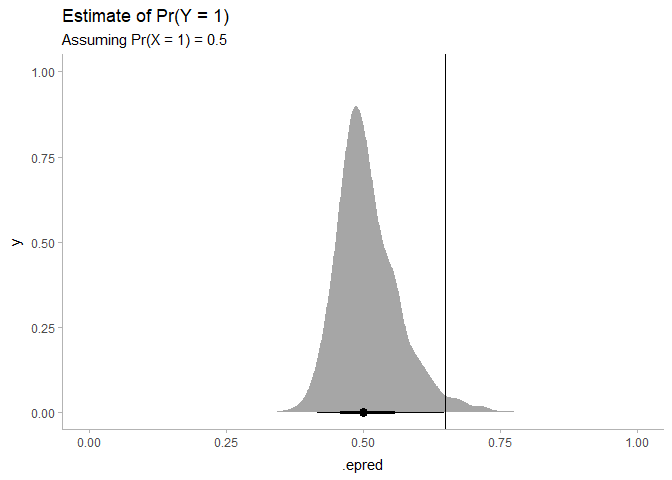 Estimate of Pr(Y = 1)
Assuming Pr(X = 1) = 0.5
1.00
0.75
y
0.50
0.25
0.00
0.00 0.25 0.50 0.75 1.00
.epred